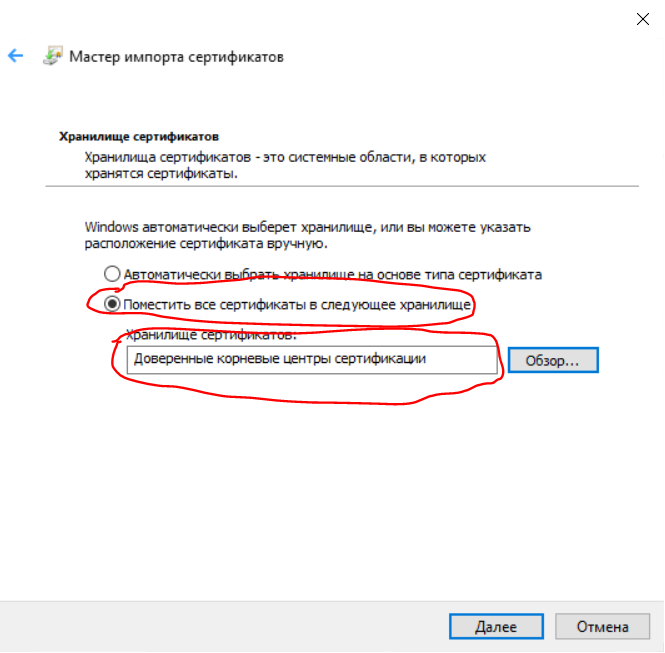 Мастер импорта сертификатов
Хранилище сертификатов
Хранилища сертификатов - это системные области, в которых
хранятся сертификаты.
Windows автоматически выберет хранилище, или вы можете указать
расположение сертификата вручную.
Автоматически выбрать хранилище на основе типа сертификата
Поместить все сертификаты в следующее хранилище
Хранилище сертификатов:
Доверенные корневые центры сертификации
Обзор...
Далее
Отмена